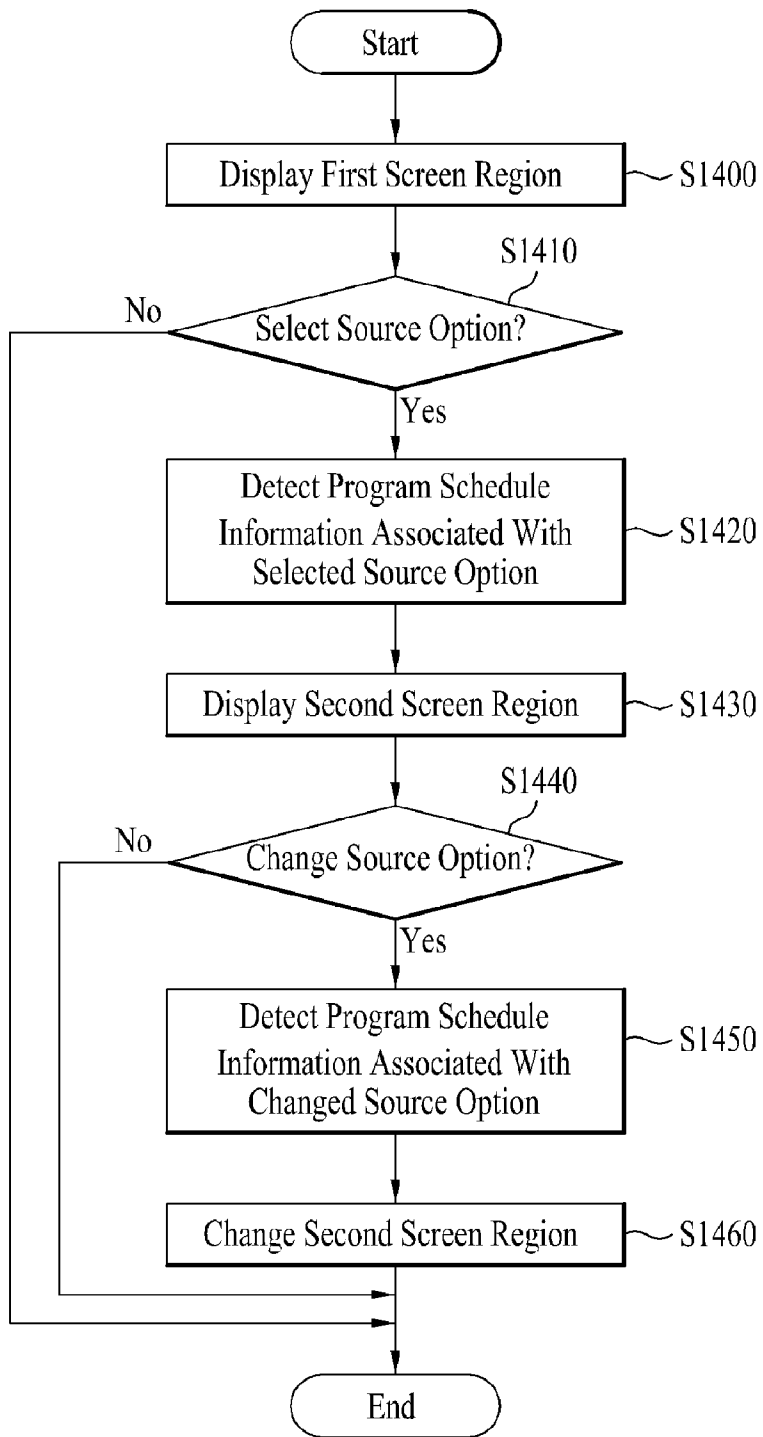 Start
Display First Screen Region
S1400
S1410
No
Select Source Option?
Yes
Detect Program Schedule
Information Associated With
Selected Source Option
S1420
Display Second Screen Region
S1430
S1440
No
Change Source Option?
Yes
Detect Program Schedule
Information Associated With
Changed Source Option
S1450
Change Second Screen Region
S1460
End